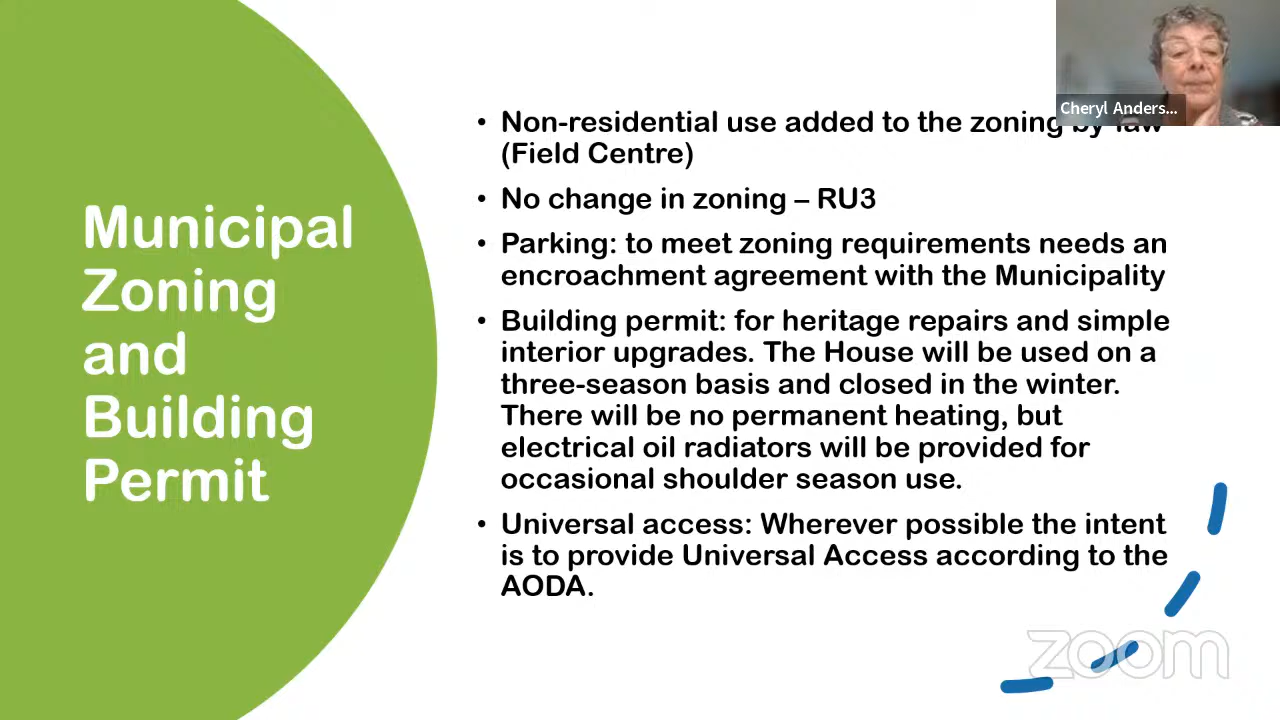 Municipal
Zoning
and
Building
Permit
• Non-residential use added to the zoning by-law
(Field Centre)
• No change in zoning – RU3
• Parking: to meet zoning requirements needs an
encroachment agreement with the Municipality
• Building permit: for heritage repairs and simple
interior upgrades. The House will be used on a
three-season basis and closed in the winter.
There will be no permanent heating, but
electrical oil radiators will be provided for
occasional shoulder season use.
• Universal access: Wherever possible the intent
is to provide Universal Access according to the
AODA.
Cheryl Anders...
zoom